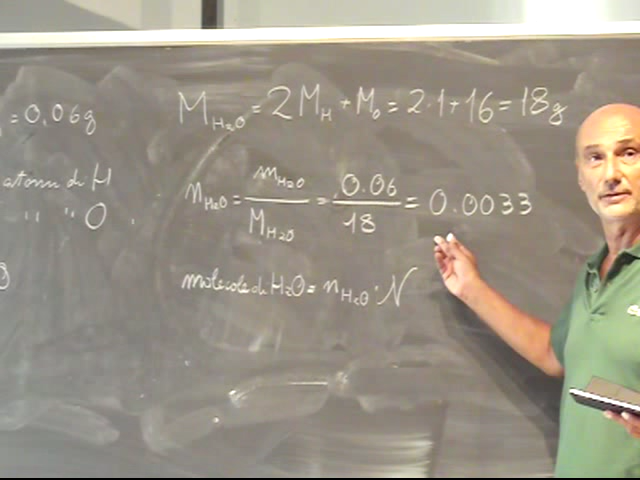 = 0.06g
M_H₂O = 2M_H + M_O = 2·1+16 = 18g
atomi di H
n_H₂O = m_H₂O / M_H₂O = 0.06 / 18 = 0.0033
" " O
molecole di H₂O = n_H₂O · N